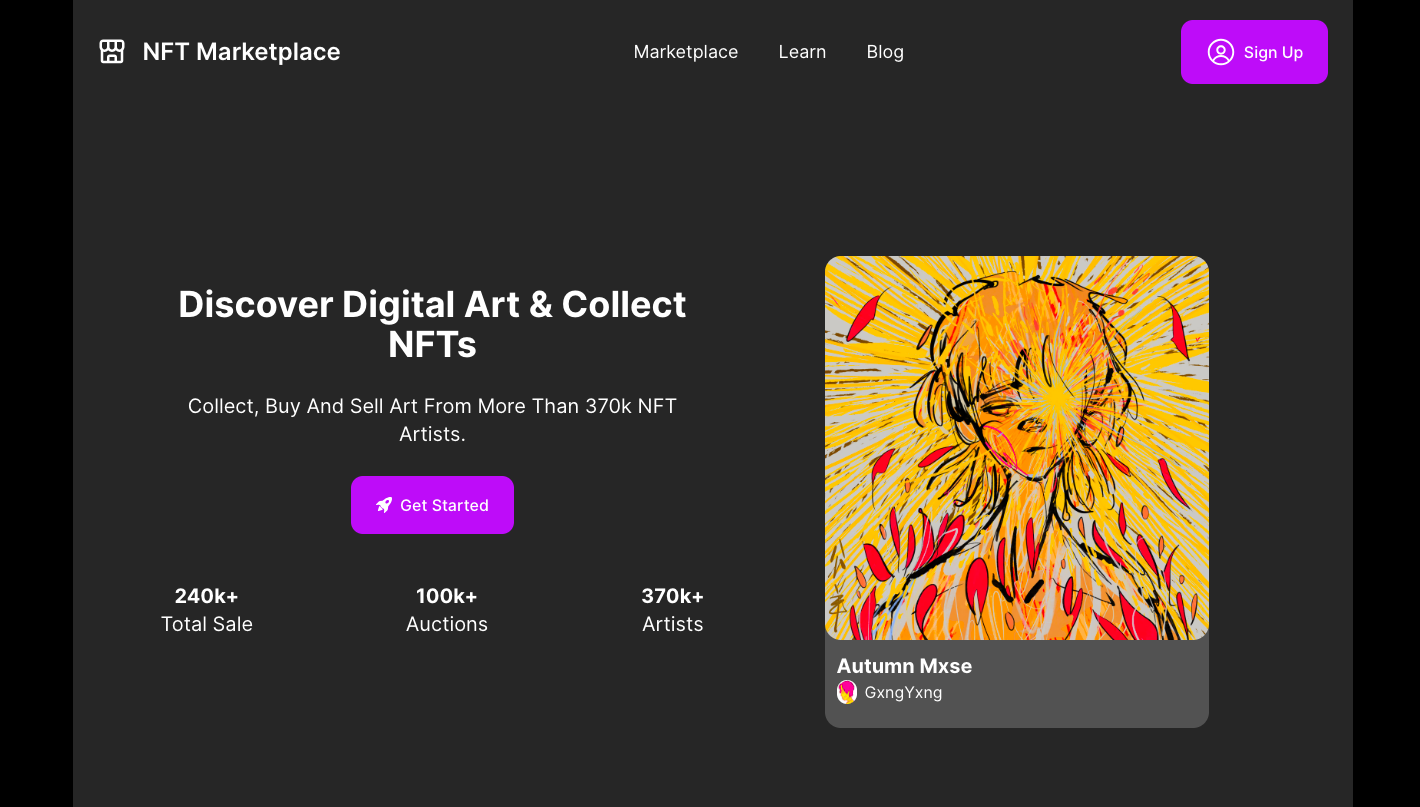 NFT Marketplace
Marketplace
Learn
Blog
Sign Up
Discover Digital Art & Collect
NFTs
Collect, Buy And Sell Art From More Than 370k NFT
Artists.
Get Started
240k+
Total Sale
100k+
Auctions
370k+
Artists
Autumn Mxse
GxngYxng